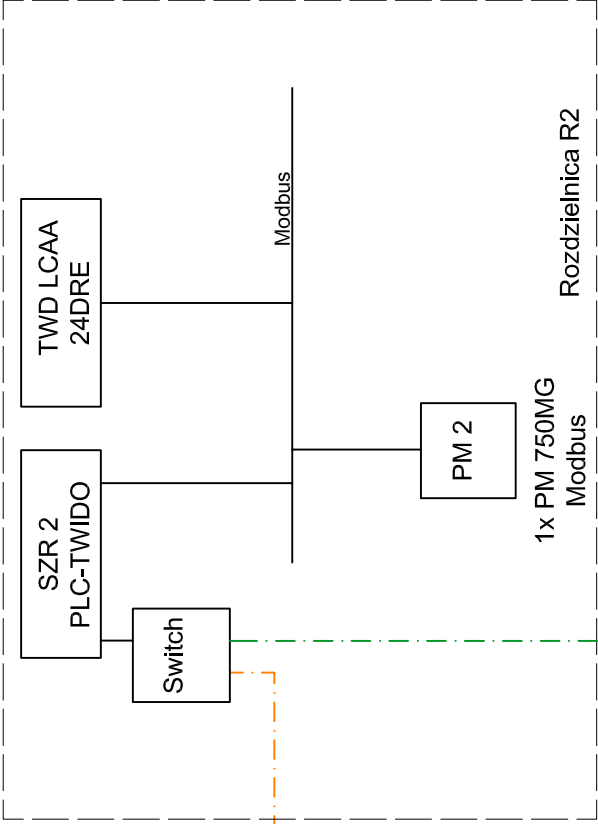 SZR 2
PLC-TWIDO
TWD LCAA
24DRE
Switch
Modbus
PM 2
1x PM 750MG
Modbus
Rozdzielnica R2